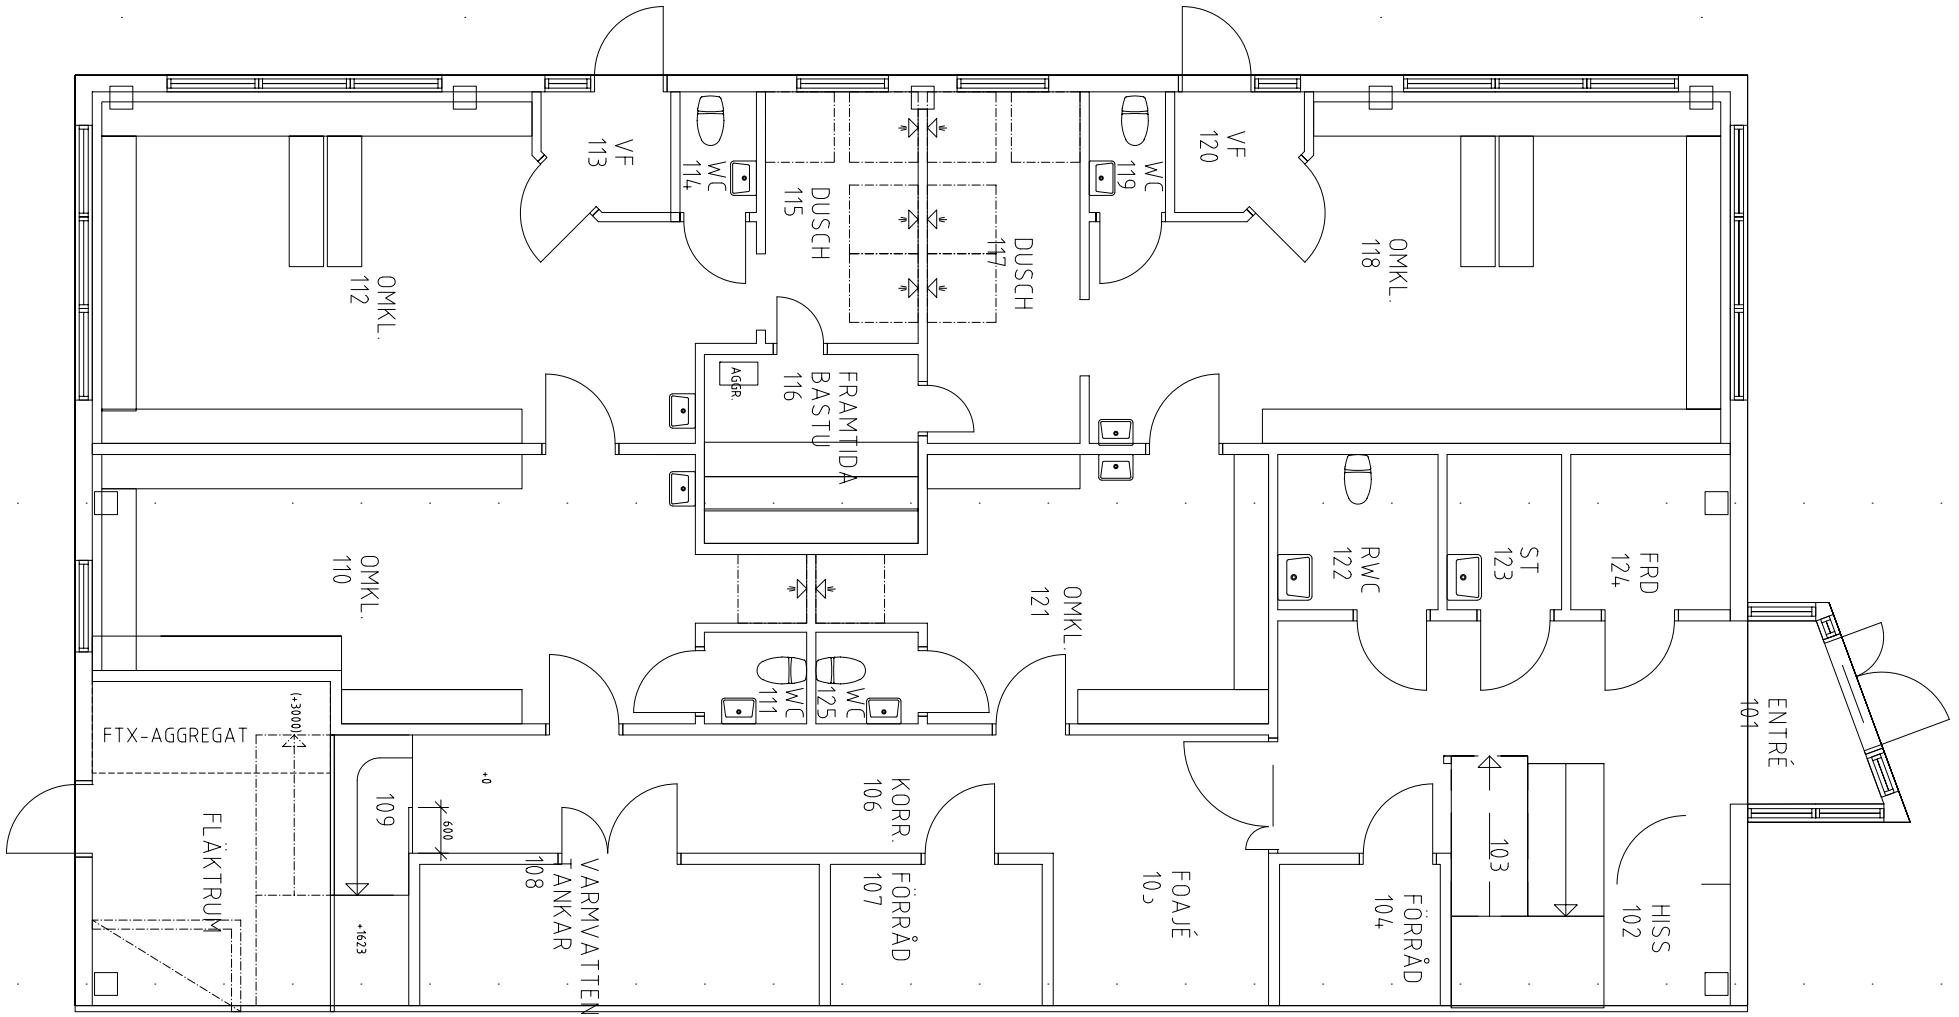 VF
113
WC
114
DUSCH
115
DUSCH
117
WC
119
VF
120
OMKL.
112
OMKL.
118
FRAMTIDA
BASTU
116
AGGR.
OMKL.
110
OMKL.
121
RWC
122
ST
123
FRD
124
WC
111
WC
125
ENTRÉ
101
FTX-AGGREGAT
(+3000)
+0
109
600
KORR.
106
103
FLÄKTRUM
+1623
VARMVATTEN
TANKAR
108
FÖRRÅD
107
FOAJÉ
FÖRRÅD
104
HISS
102